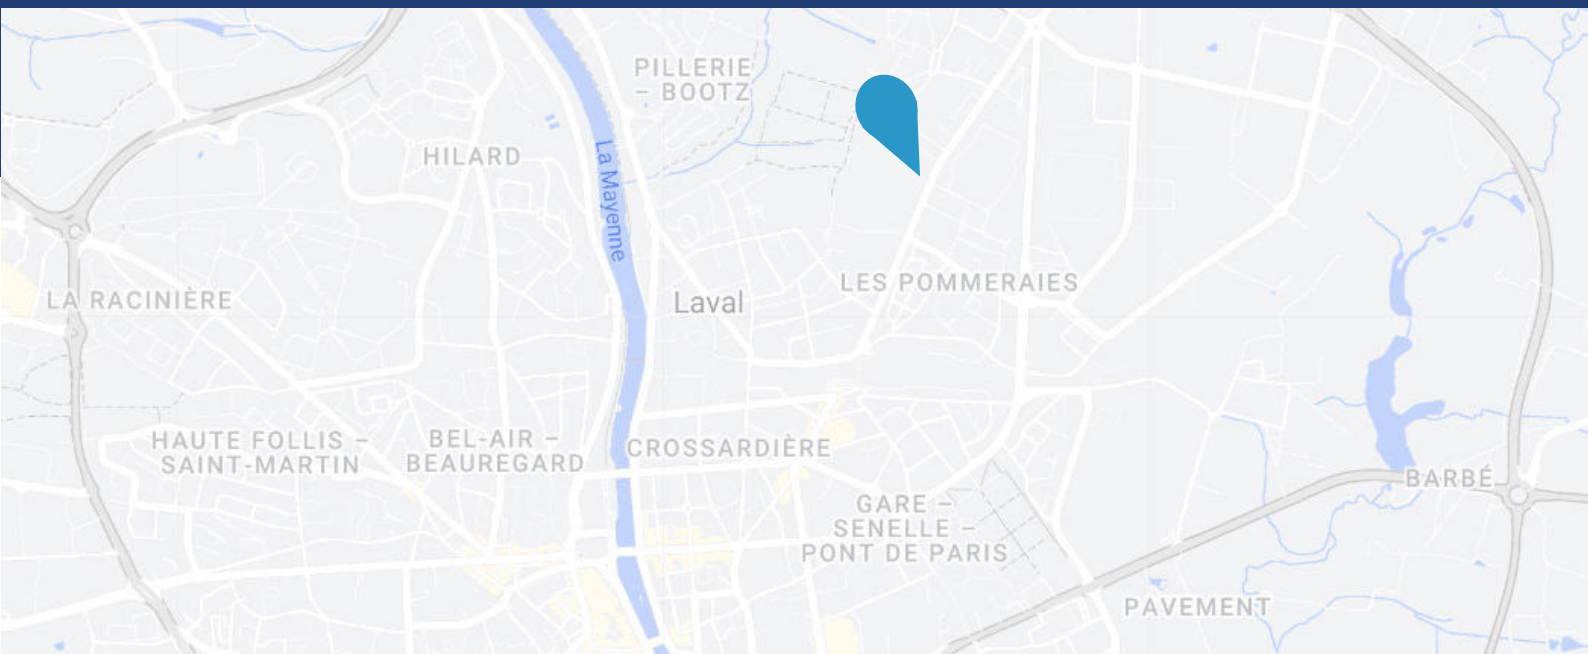 PILLERIE
– BOOTZ
HILARD
La Mayenne
LES POMMERAIES
LA RACINIÈRE
Laval
HAUTE FOLLIS –
SAINT-MARTIN
BEL-AIR –
BEAUREGARD
CROSSARDIÈRE
BARBÉ
GARE –
SENELLE –
PONT DE PARIS
PAVEMENT